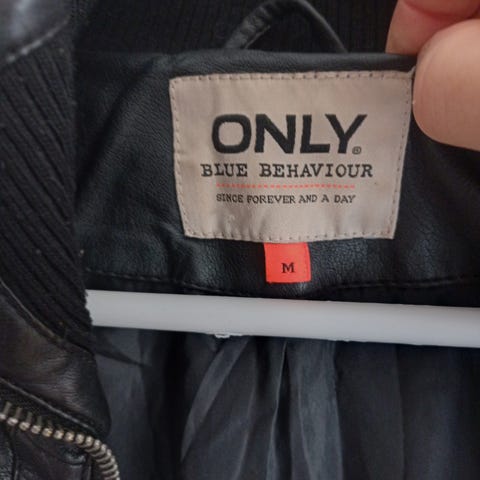 ONLY®
BLUE BEHAVIOUR
SINCE FOREVER AND A DAY
M